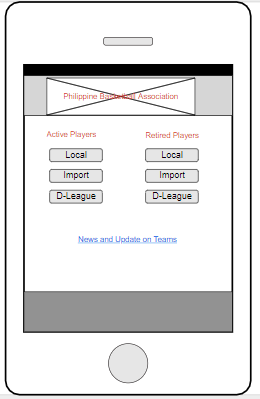 Philippine Basketball Association
Active Players
Retired Players
Local
Local
Import
Import
D-League
D-League
News and Update on Teams